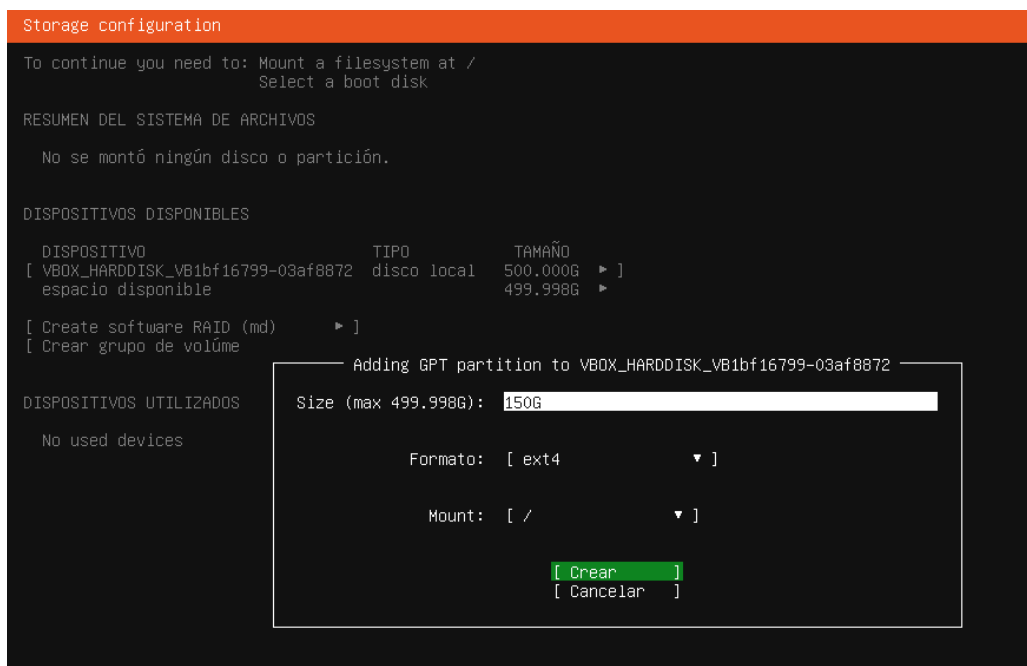 Storage configuration
To continue you need to: Mount a filesystem at /
Select a boot disk
RESUMEN DEL SISTEMA DE ARCHIVOS
No se montó ningún disco o partición.
DISPOSITIVOS DISPONIBLES
DISPOSITIVO TIPO TAMAÑO
[ VBOX_HARDDISK_VB1bf16799-03af8872 disco local 500.000G ▸ ]
espacio disponible 499.998G ▸
[ Create software RAID (md) ▸ ]
[ Crear grupo de volúme
DISPOSITIVOS UTILIZADOS
No used devices
Adding GPT partition to VBOX_HARDDISK_VB1bf16799-03af8872
Size (max 499.998G): 150G
Formato: [ ext4 ▾ ]
Mount: [ / ▾ ]
[ Crear ]
[ Cancelar ]